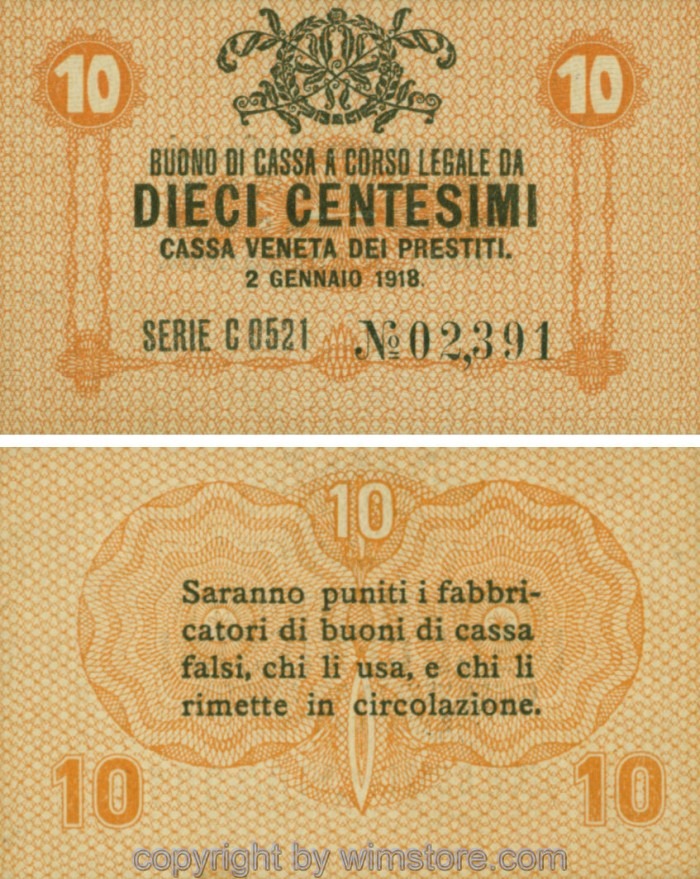 10 10
BUONO DI CASSA A CORSO LEGALE DA
DIECI CENTESIMI
CASSA VENETA DEI PRESTITI.
2 GENNAIO 1918.
SERIE C 0521 No 02,391
10
Saranno puniti i fabbri-
catori di buoni di cassa
falsi, chi li usa, e chi li
rimette in circolazione.
10 10
copyright by wimstore.com